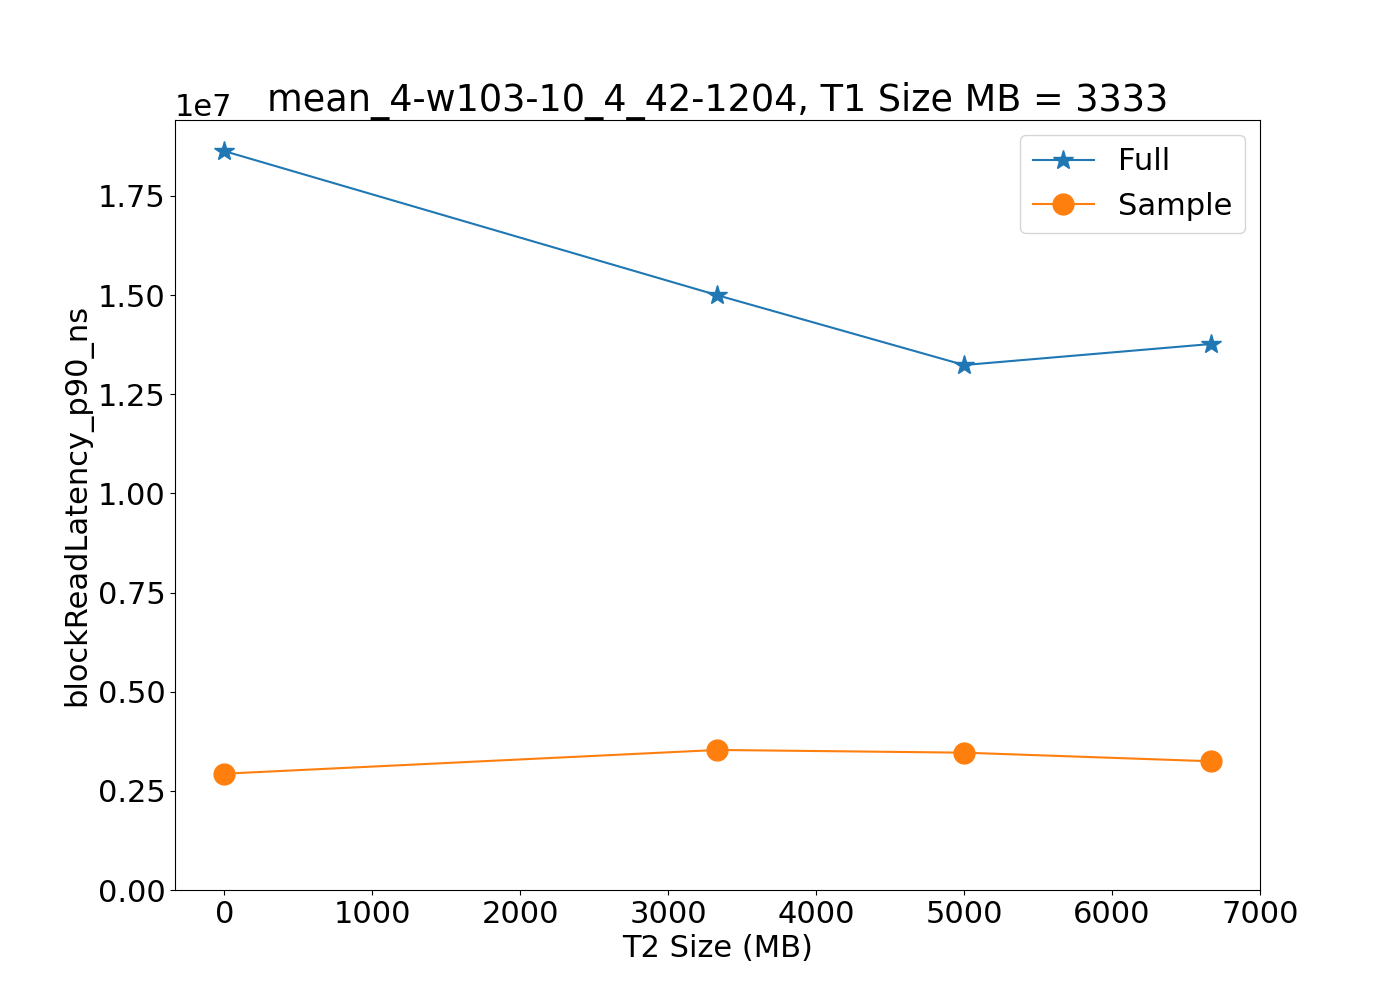 1e7
mean_4-w103-10_4_42-1204, T1 Size MB = 3333
Full
Sample
blockReadLatency_p90_ns
1.75
1.50
1.25
1.00
0.75
0.50
0.25
0.00
0 1000 2000 3000 4000 5000 6000 7000
T2 Size (MB)